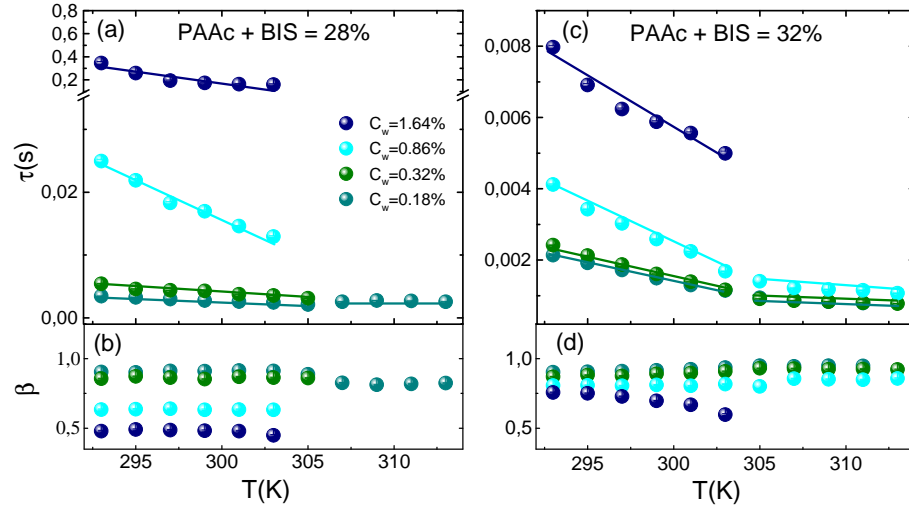 (a)
PAAc + BIS = 28%
0,8
0,6
0,4
0,2
0,02
0,00
τ(s)
C_w=1.64%
C_w=0.86%
C_w=0.32%
C_w=0.18%
(b)
1,0
0,5
β
295 300 305 310
T(K)
(c)
PAAc + BIS = 32%
0,008
0,006
0,004
0,002
(d)
1,0
0,5
295 300 305 310
T(K)